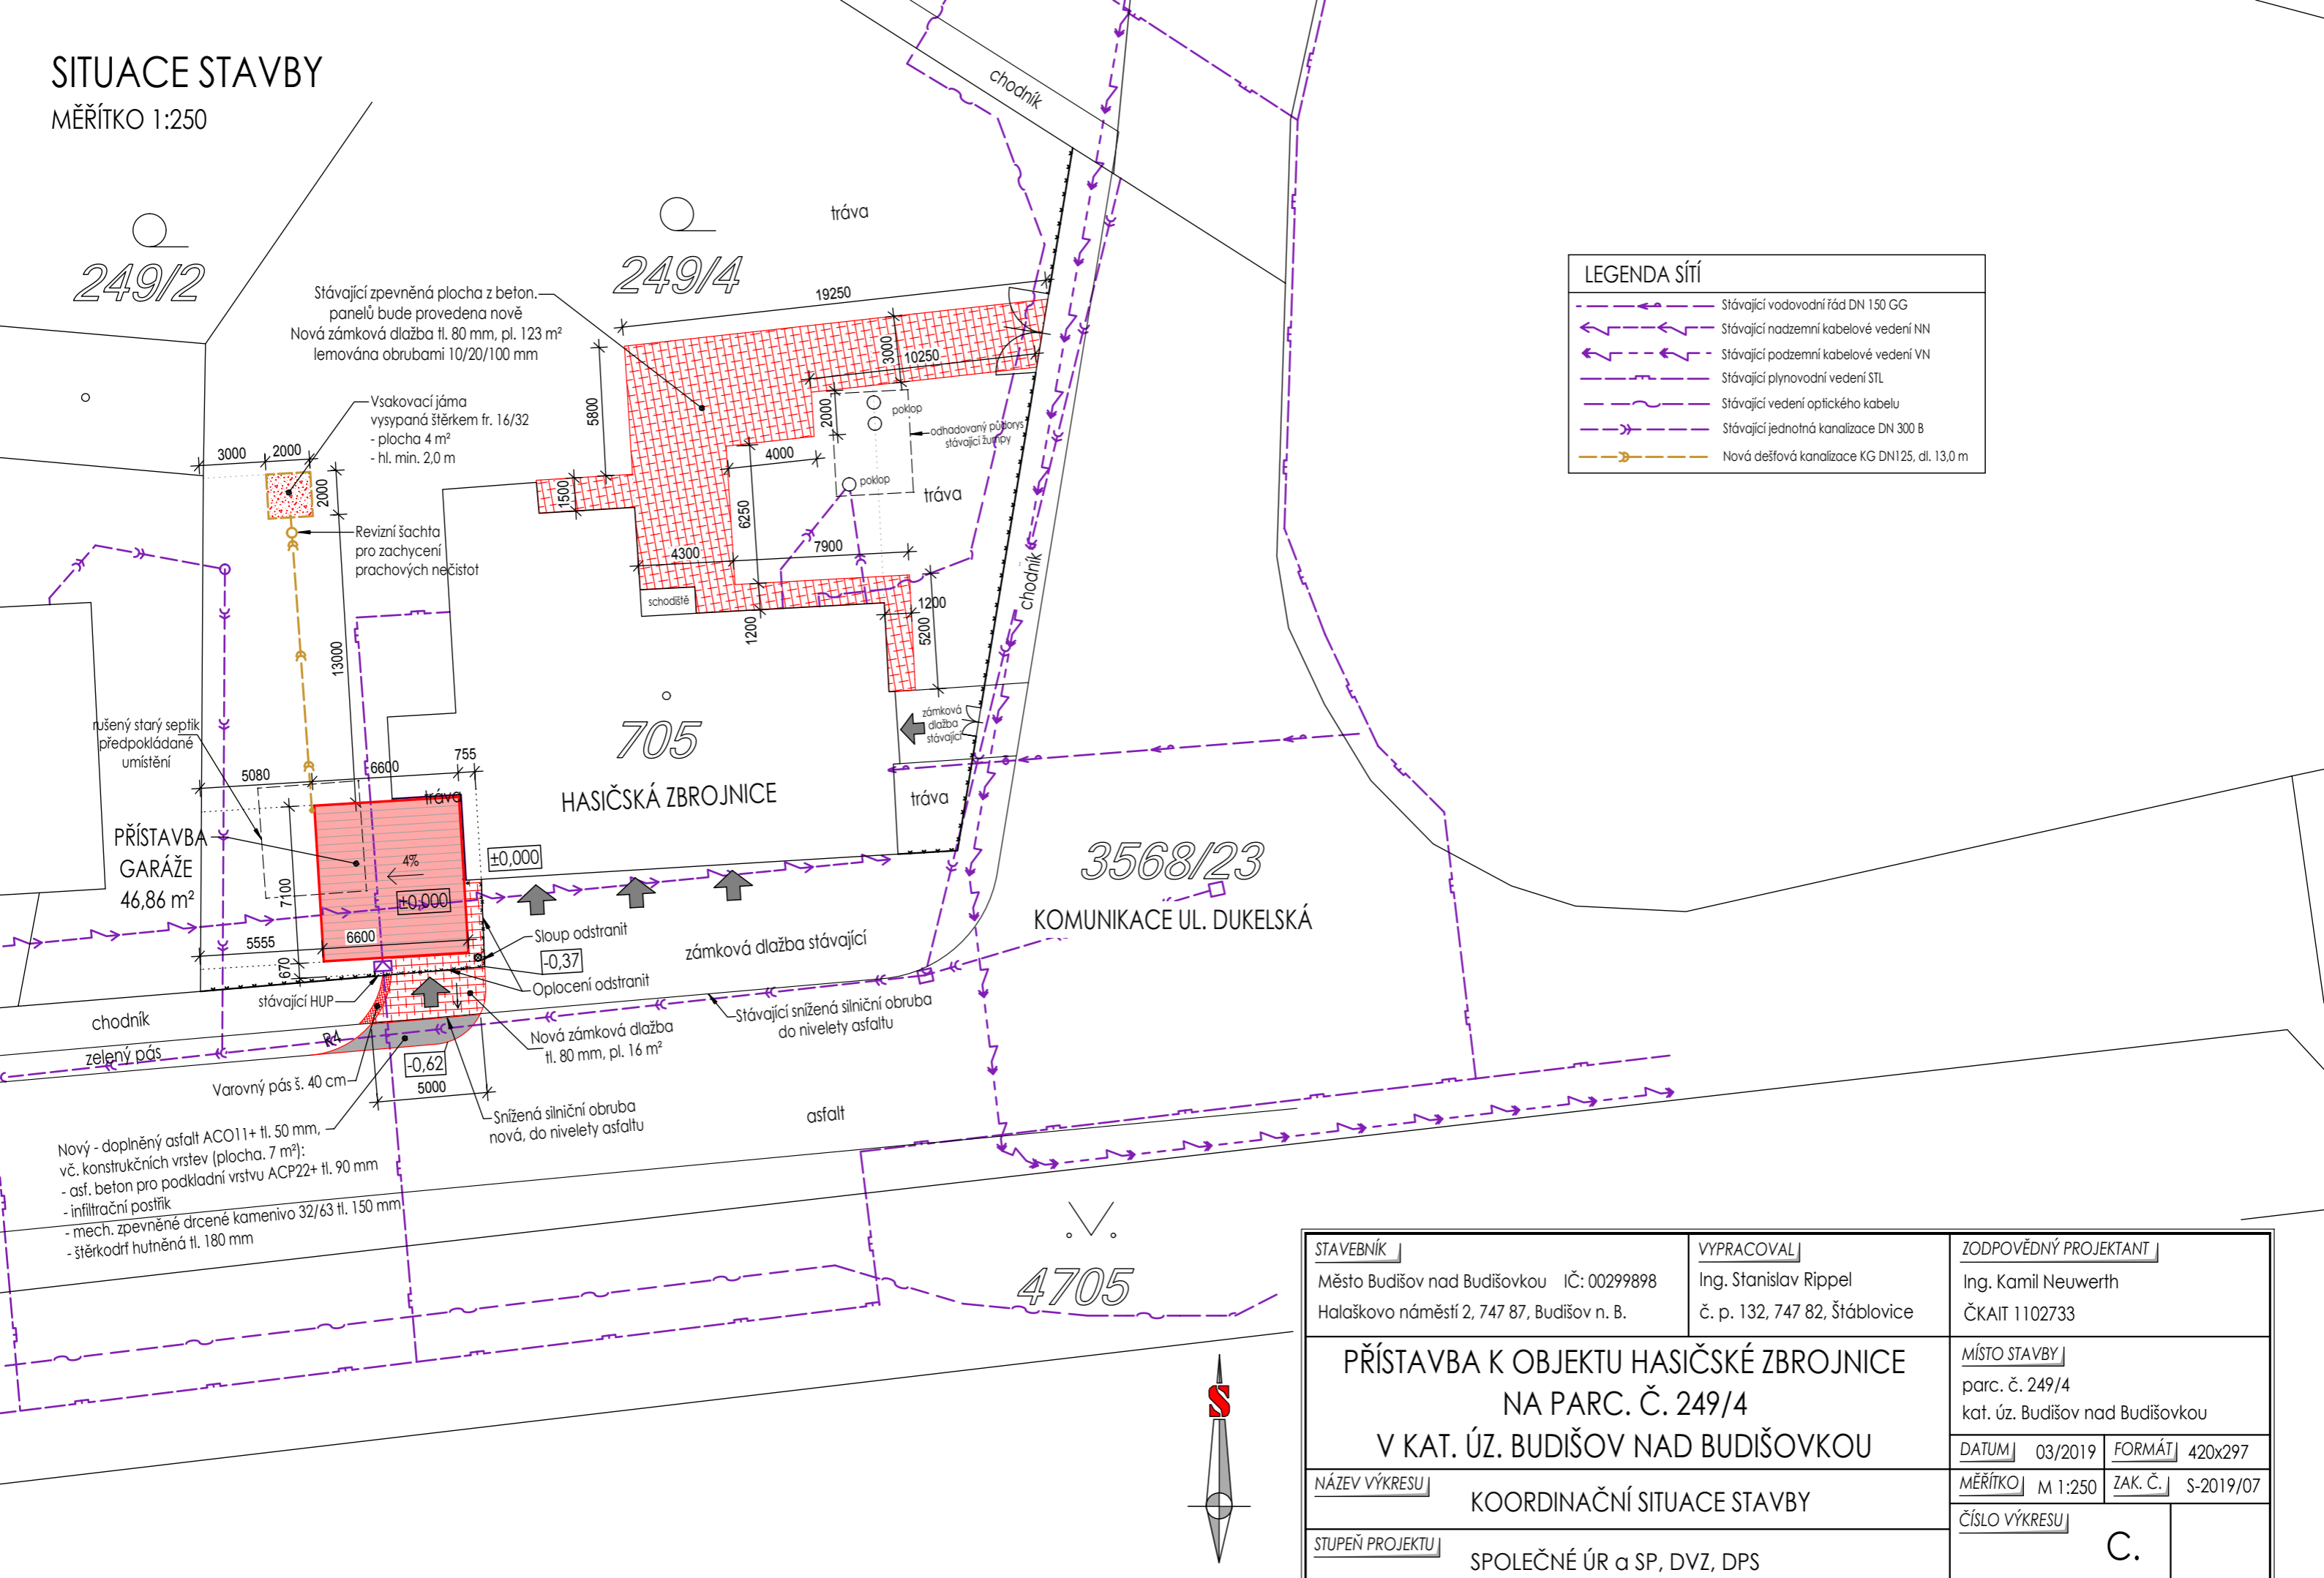 SITUACE STAVBY
MĚŘÍTKO 1:250
chodník
tráva
249/2
249/4
Stávající zpevněná plocha z beton.
panelů bude provedena nově
Nová zámková dlažba tl. 80 mm, pl. 123 m²
lemována obrubami 10/20/100 mm
19250
3000
10250
5800
2000
poklop
odhadovaný půdorys
stávající žumpy
4000
poklop
tráva
1500
6250
4300
7900
schodiště
1200
1200
5200
chodník
Vsakovací jáma
vysypaná štěrkem fr. 16/32
- plocha 4 m²
- hl. min. 2,0 m
3000
2000
2000
Revizní šachta
pro zachycení
prachových nečistot
13000
LEGENDA SÍTÍ
Stávající vodovodní řád DN 150 GG
Stávající nadzemní kabelové vedení NN
Stávající podzemní kabelové vedení VN
Stávající plynovodní vedení STL
Stávající vedení optického kabelu
Stávající jednotná kanalizace DN 300 B
Nová dešťová kanalizace KG DN125, dl. 13,0 m
rušený starý septik
předpokládané
umístění
5080
6600
755
tráva
705
HASIČSKÁ ZBROJNICE
zámková
dlažba
stávající
tráva
PŘÍSTAVBA
GARÁŽE
46,86 m²
4%
±0,000
±0,000
7100
5555
6600
670
Sloup odstranit
-0,37
Oplocení odstranit
zámková dlažba stávající
3568/23
KOMUNIKACE UL. DUKELSKÁ
stávající HUP
chodník
zelený pás
R4
Nová zámková dlažba
tl. 80 mm, pl. 16 m²
Stávající snížená silniční obruba
do nivelety asfaltu
-0,62
5000
Varovný pás š. 40 cm
Snížená silniční obruba
nová, do nivelety asfaltu
asfalt
Nový - doplněný asfalt ACO11+ tl. 50 mm,
vč. konstrukčních vrstev (plocha. 7 m²):
- asf. beton pro podkladní vrstvu ACP22+ tl. 90 mm
- infiltrační postřik
- mech. zpevněné drcené kamenivo 32/63 tl. 150 mm
- štěrkodrť hutněná tl. 180 mm
4705
S
STAVEBNÍK
Město Budišov nad Budišovkou IČ: 00299898
Halaškovo náměstí 2, 747 87, Budišov n. B.
VYPRACOVAL
Ing. Stanislav Rippel
č. p. 132, 747 82, Štáblovice
ZODPOVĚDNÝ PROJEKTANT
Ing. Kamil Neuwerth
ČKAIT 1102733
PŘÍSTAVBA K OBJEKTU HASIČSKÉ ZBROJNICE
NA PARC. Č. 249/4
V KAT. ÚZ. BUDIŠOV NAD BUDIŠOVKOU
MÍSTO STAVBY
parc. č. 249/4
kat. úz. Budišov nad Budišovkou
DATUM 03/2019 FORMÁT 420x297
NÁZEV VÝKRESU KOORDINAČNÍ SITUACE STAVBY
MĚŘÍTKO M 1:250 ZAK. Č. S-2019/07
STUPEŇ PROJEKTU SPOLEČNÉ ÚR a SP, DVZ, DPS
ČÍSLO VÝKRESU C.